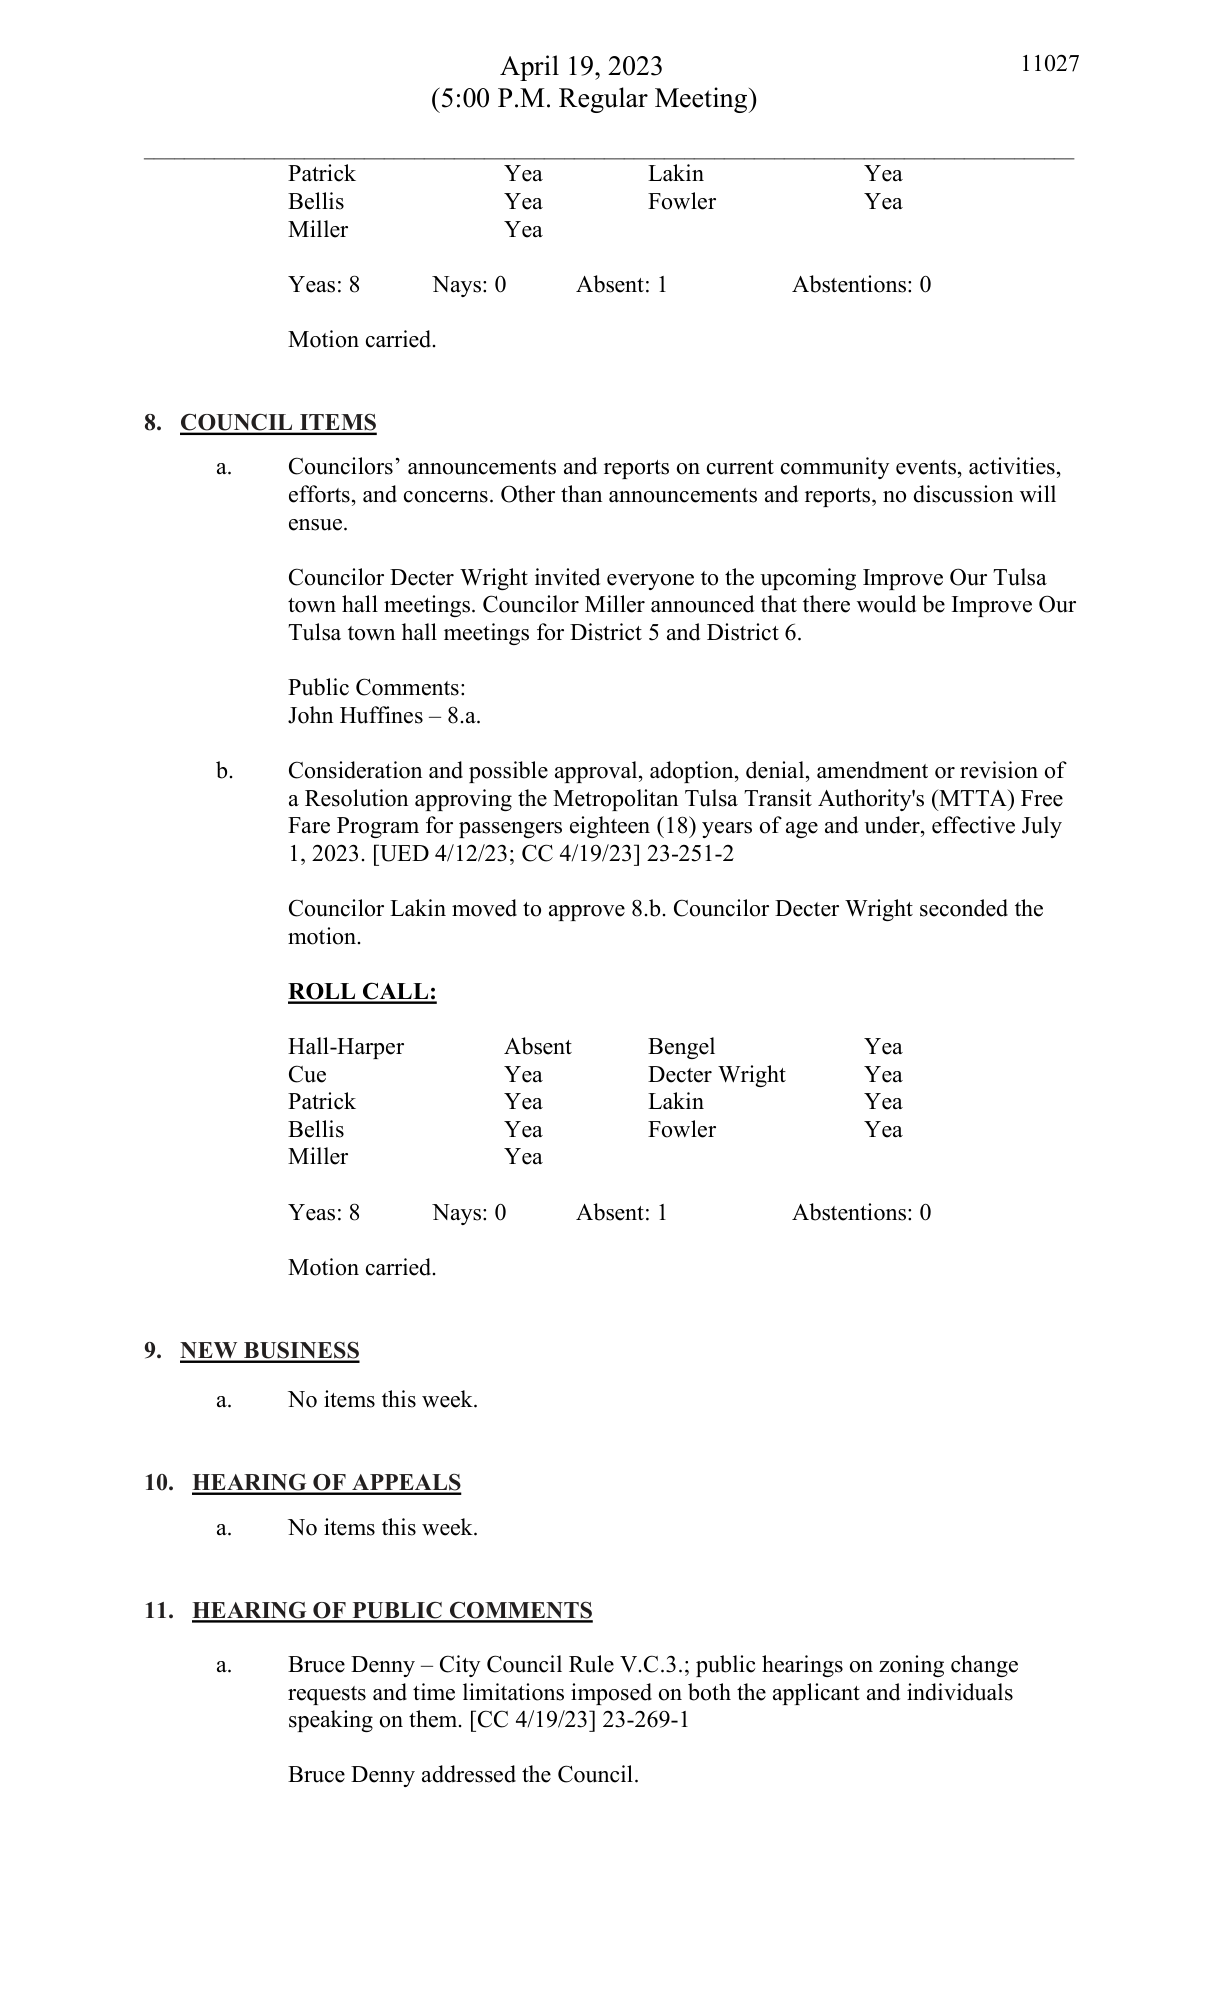 April 19, 2023 11027
(5:00 P.M. Regular Meeting)
Patrick Yea Lakin Yea
Bellis Yea Fowler Yea
Miller Yea
Yeas: 8 Nays: 0 Absent: 1 Abstentions: 0
Motion carried.
8. COUNCIL ITEMS
a. Councilors’ announcements and reports on current community events, activities,
efforts, and concerns. Other than announcements and reports, no discussion will
ensue.
Councilor Decter Wright invited everyone to the upcoming Improve Our Tulsa
town hall meetings. Councilor Miller announced that there would be Improve Our
Tulsa town hall meetings for District 5 and District 6.
Public Comments:
John Huffines – 8.a.
b. Consideration and possible approval, adoption, denial, amendment or revision of
a Resolution approving the Metropolitan Tulsa Transit Authority's (MTTA) Free
Fare Program for passengers eighteen (18) years of age and under, effective July
1, 2023. [UED 4/12/23; CC 4/19/23] 23-251-2
Councilor Lakin moved to approve 8.b. Councilor Decter Wright seconded the
motion.
ROLL CALL:
Hall-Harper Absent Bengel Yea
Cue Yea Decter Wright Yea
Patrick Yea Lakin Yea
Bellis Yea Fowler Yea
Miller Yea
Yeas: 8 Nays: 0 Absent: 1 Abstentions: 0
Motion carried.
9. NEW BUSINESS
a. No items this week.
10. HEARING OF APPEALS
a. No items this week.
11. HEARING OF PUBLIC COMMENTS
a. Bruce Denny – City Council Rule V.C.3.; public hearings on zoning change
requests and time limitations imposed on both the applicant and individuals
speaking on them. [CC 4/19/23] 23-269-1
Bruce Denny addressed the Council.